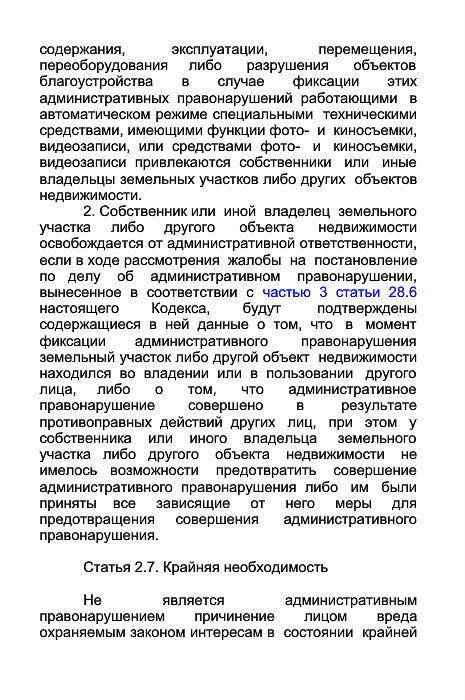 содержания, эксплуатации, перемещения,
переоборудования либо разрушения объектов
благоустройства в случае фиксации этих
административных правонарушений работающими в
автоматическом режиме специальными техническими
средствами, имеющими функции фото- и киносъемки,
видеозаписи, или средствами фото- и киносъемки,
видеозаписи привлекаются собственники или иные
владельцы земельных участков либо других объектов
недвижимости.
2. Собственник или иной владелец земельного
участка либо другого объекта недвижимости
освобождается от административной ответственности,
если в ходе рассмотрения жалобы на постановление
по делу об административном правонарушении,
вынесенное в соответствии с частью 3 статьи 28.6
настоящего Кодекса, будут подтверждены
содержащиеся в ней данные о том, что в момент
фиксации административного правонарушения
земельный участок либо другой объект недвижимости
находился во владении или в пользовании другого
лица, либо о том, что административное
правонарушение совершено в результате
противоправных действий других лиц, при этом у
собственника или иного владельца земельного
участка либо другого объекта недвижимости не
имелось возможности предотвратить совершение
административного правонарушения либо им были
приняты все зависящие от него меры для
предотвращения совершения административного
правонарушения.
Статья 2.7. Крайняя необходимость
Не является административным
правонарушением причинение лицом вреда
охраняемым законом интересам в состоянии крайней